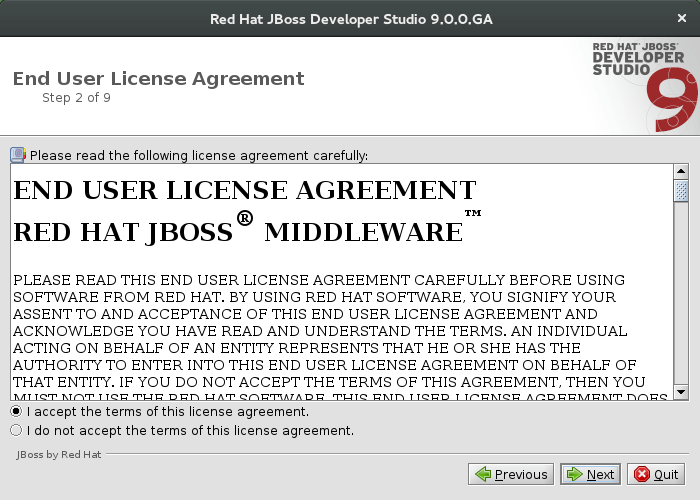 Red Hat JBoss Developer Studio 9.0.0.GA
End User License Agreement
Step 2 of 9
RED HAT® JBOSS®
DEVELOPER
STUDIO
9
Please read the following license agreement carefully:
END USER LICENSE AGREEMENT
RED HAT JBOSS® MIDDLEWARE™
PLEASE READ THIS END USER LICENSE AGREEMENT CAREFULLY BEFORE USING
SOFTWARE FROM RED HAT. BY USING RED HAT SOFTWARE, YOU SIGNIFY YOUR
ASSENT TO AND ACCEPTANCE OF THIS END USER LICENSE AGREEMENT AND
ACKNOWLEDGE YOU HAVE READ AND UNDERSTAND THE TERMS. AN INDIVIDUAL
ACTING ON BEHALF OF AN ENTITY REPRESENTS THAT HE OR SHE HAS THE
AUTHORITY TO ENTER INTO THIS END USER LICENSE AGREEMENT ON BEHALF OF
THAT ENTITY. IF YOU DO NOT ACCEPT THE TERMS OF THIS AGREEMENT, THEN YOU
MUST NOT USE THE RED HAT SOFTWARE. THIS END USER LICENSE AGREEMENT DOES
I accept the terms of this license agreement.
I do not accept the terms of this license agreement.
JBoss by Red Hat
Previous
Next
Quit